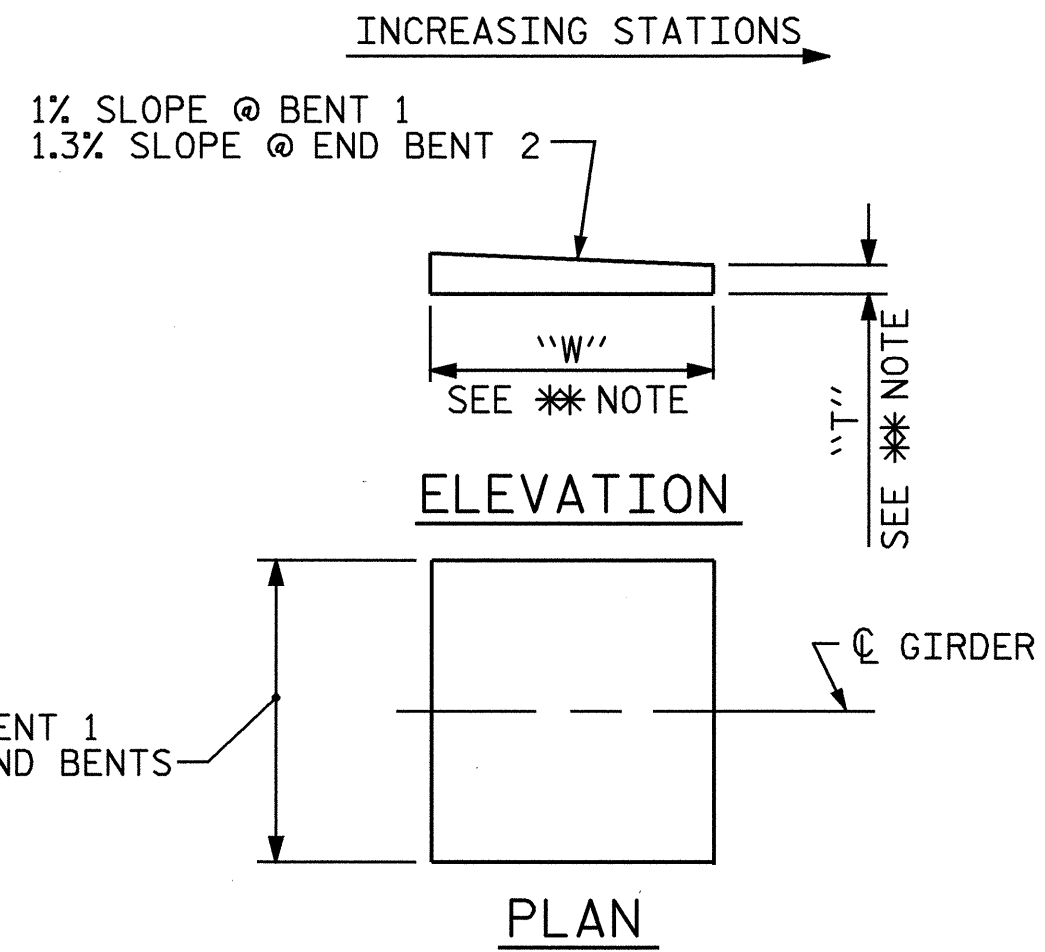 INCREASING STATIONS
1% SLOPE @ BENT 1
1.3% SLOPE @ END BENT 2
"W"
SEE ** NOTE
"T"
SEE ** NOTE
ELEVATION
℄ GIRDER
ENT 1
ND BENTS
PLAN